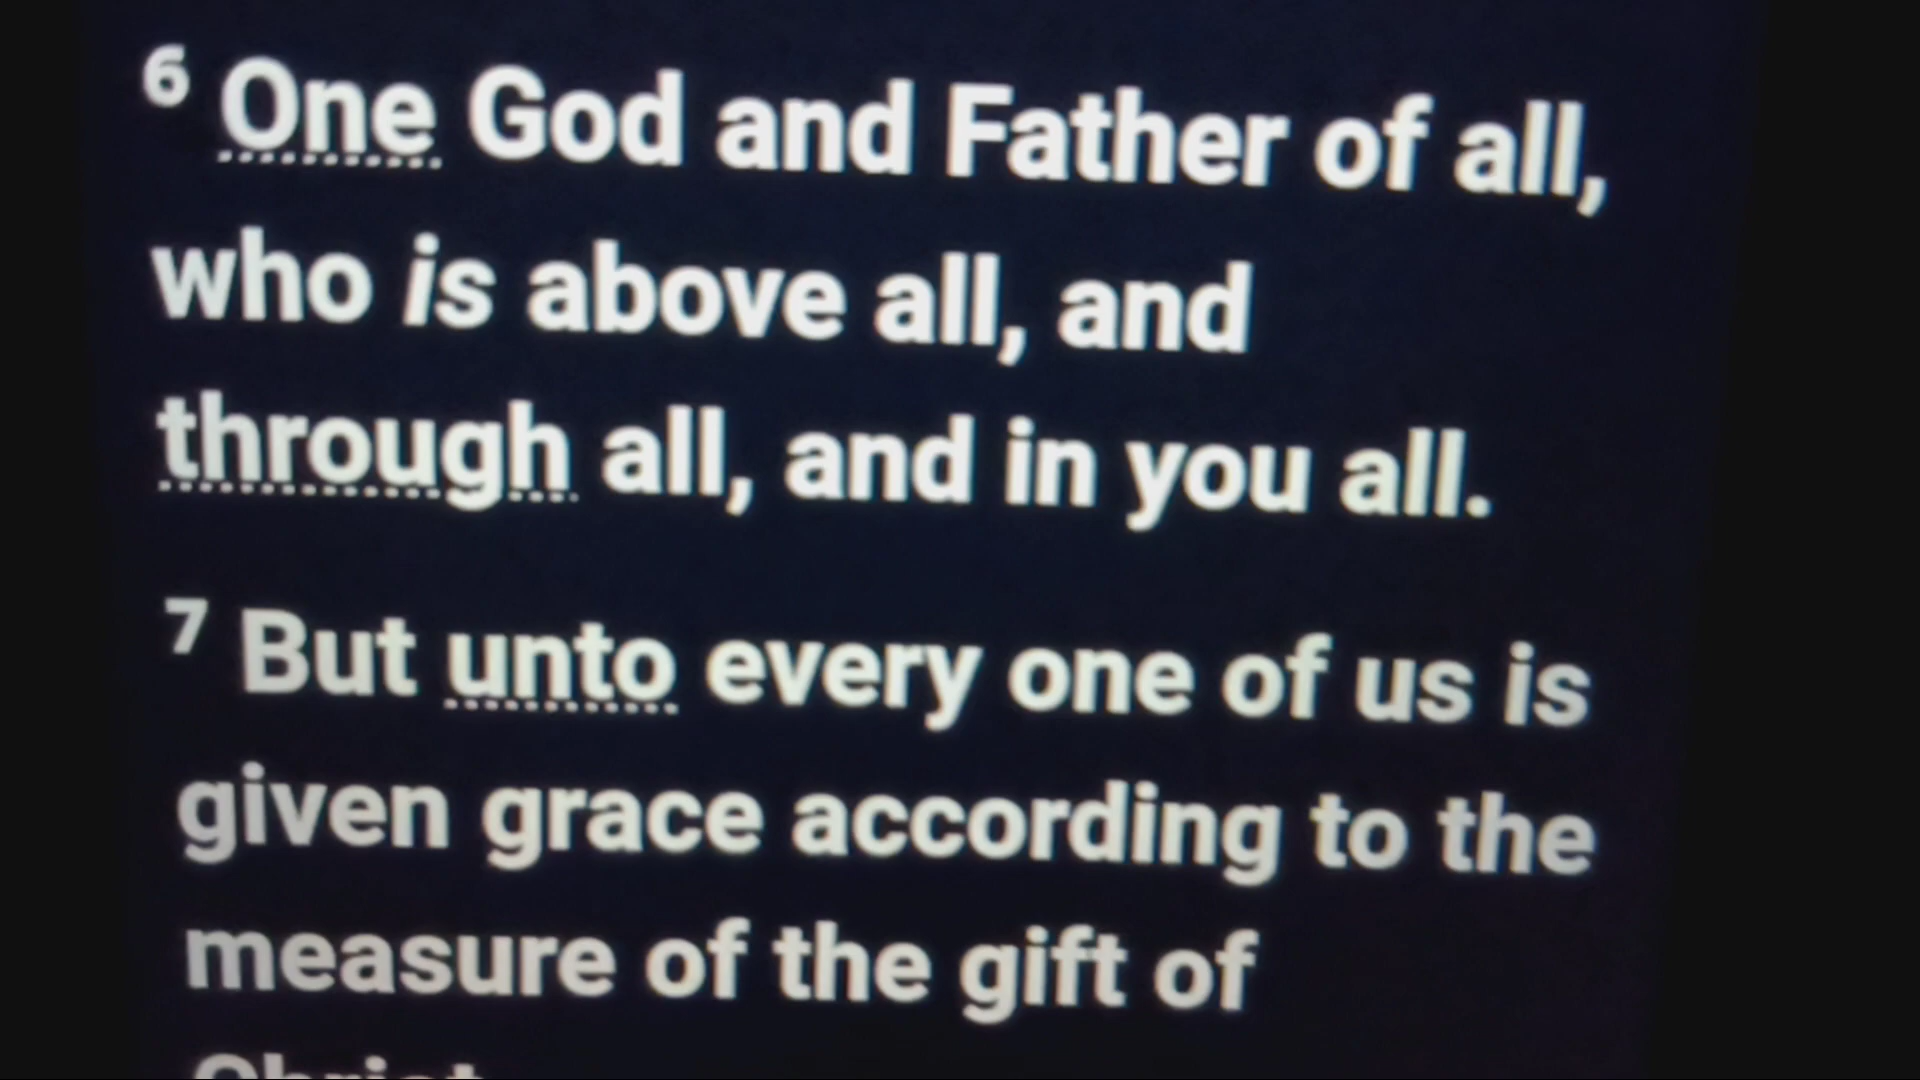 6 One God and Father of all,
who is above all, and
through all, and in you all.
7 But unto every one of us is
given grace according to the
measure of the gift of
Christ